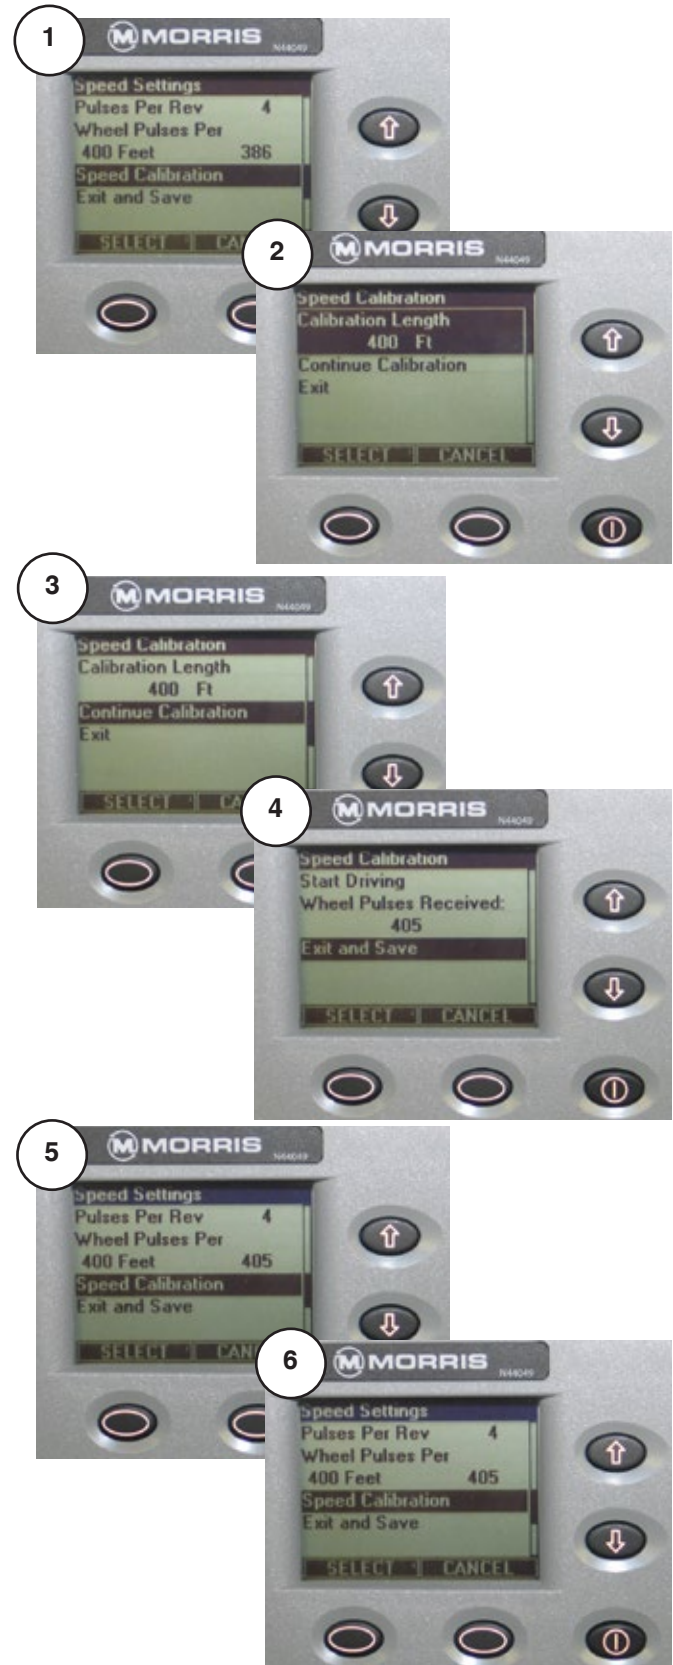 1
MORRIS
N44049
Speed Settings
Pulses Per Rev 4
Wheel Pulses Per
400 Feet 386
Speed Calibration
Exit and Save
SELECT CA
2
MORRIS
N44049
Speed Calibration
Calibration Length
400 Ft
Continue Calibration
Exit
SELECT CANCEL
3
MORRIS
N44049
Speed Calibration
Calibration Length
400 Ft
Continue Calibration
Exit
SELECT CA
4
MORRIS
N44049
Speed Calibration
Start Driving
Wheel Pulses Received:
405
Exit and Save
SELECT CANCEL
5
MORRIS
N44049
Speed Settings
Pulses Per Rev 4
Wheel Pulses Per
400 Feet 405
Speed Calibration
Exit and Save
SELECT CAN
6
MORRIS
N44049
Speed Settings
Pulses Per Rev 4
Wheel Pulses Per
400 Feet 405
Speed Calibration
Exit and Save
SELECT CANCEL